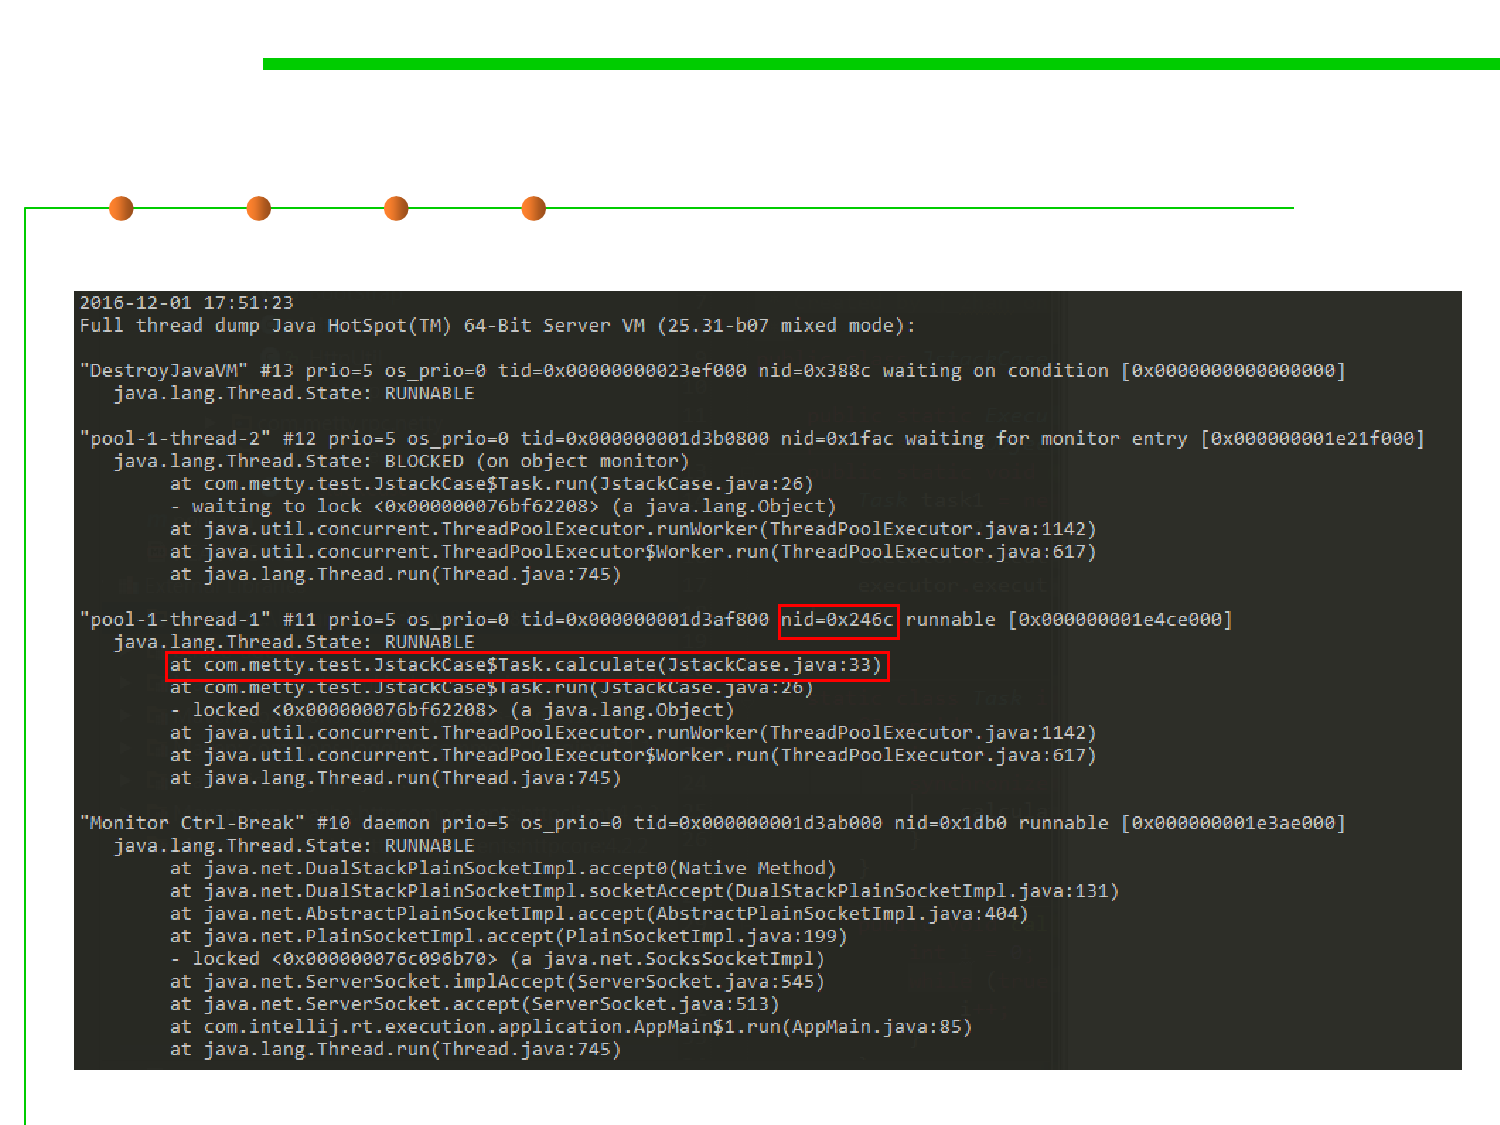 2016-12-01 17:51:23
Full thread dump Java HotSpot(TM) 64-Bit Server VM (25.31-b07 mixed mode):
"DestroyJavaVM" #13 prio=5 os_prio=0 tid=0x00000000023ef000 nid=0x388c waiting on condition [0x0000000000000000]
java.lang.Thread.State: RUNNABLE
"pool-1-thread-2" #12 prio=5 os_prio=0 tid=0x000000001d3b0800 nid=0x1fac waiting for monitor entry [0x000000001e21f000]
java.lang.Thread.State: BLOCKED (on object monitor)
at com.metty.test.JstackCase$Task.run(JstackCase.java:26)
- waiting to lock <0x000000076bf62208> (a java.lang.Object)
at java.util.concurrent.ThreadPoolExecutor.runWorker(ThreadPoolExecutor.java:1142)
at java.util.concurrent.ThreadPoolExecutor$Worker.run(ThreadPoolExecutor.java:617)
at java.lang.Thread.run(Thread.java:745)
"pool-1-thread-1" #11 prio=5 os_prio=0 tid=0x000000001d3af800 nid=0x246c runnable [0x000000001e4ce000]
java.lang.Thread.State: RUNNABLE
at com.metty.test.JstackCase$Task.calculate(JstackCase.java:33)
at com.metty.test.JstackCase$Task.run(JstackCase.java:26)
- locked <0x000000076bf62208> (a java.lang.Object)
at java.util.concurrent.ThreadPoolExecutor.runWorker(ThreadPoolExecutor.java:1142)
at java.util.concurrent.ThreadPoolExecutor$Worker.run(ThreadPoolExecutor.java:617)
at java.lang.Thread.run(Thread.java:745)
"Monitor Ctrl-Break" #10 daemon prio=5 os_prio=0 tid=0x000000001d3ab000 nid=0x1db0 runnable [0x000000001e3ae000]
java.lang.Thread.State: RUNNABLE
at java.net.DualStackPlainSocketImpl.accept0(Native Method)
at java.net.DualStackPlainSocketImpl.socketAccept(DualStackPlainSocketImpl.java:131)
at java.net.AbstractPlainSocketImpl.accept(AbstractPlainSocketImpl.java:404)
at java.net.PlainSocketImpl.accept(PlainSocketImpl.java:199)
- locked <0x000000076c096b70> (a java.net.SocksSocketImpl)
at java.net.ServerSocket.implAccept(ServerSocket.java:545)
at java.net.ServerSocket.accept(ServerSocket.java:513)
at com.intellij.rt.execution.application.AppMain$1.run(AppMain.java:85)
at java.lang.Thread.run(Thread.java:745)